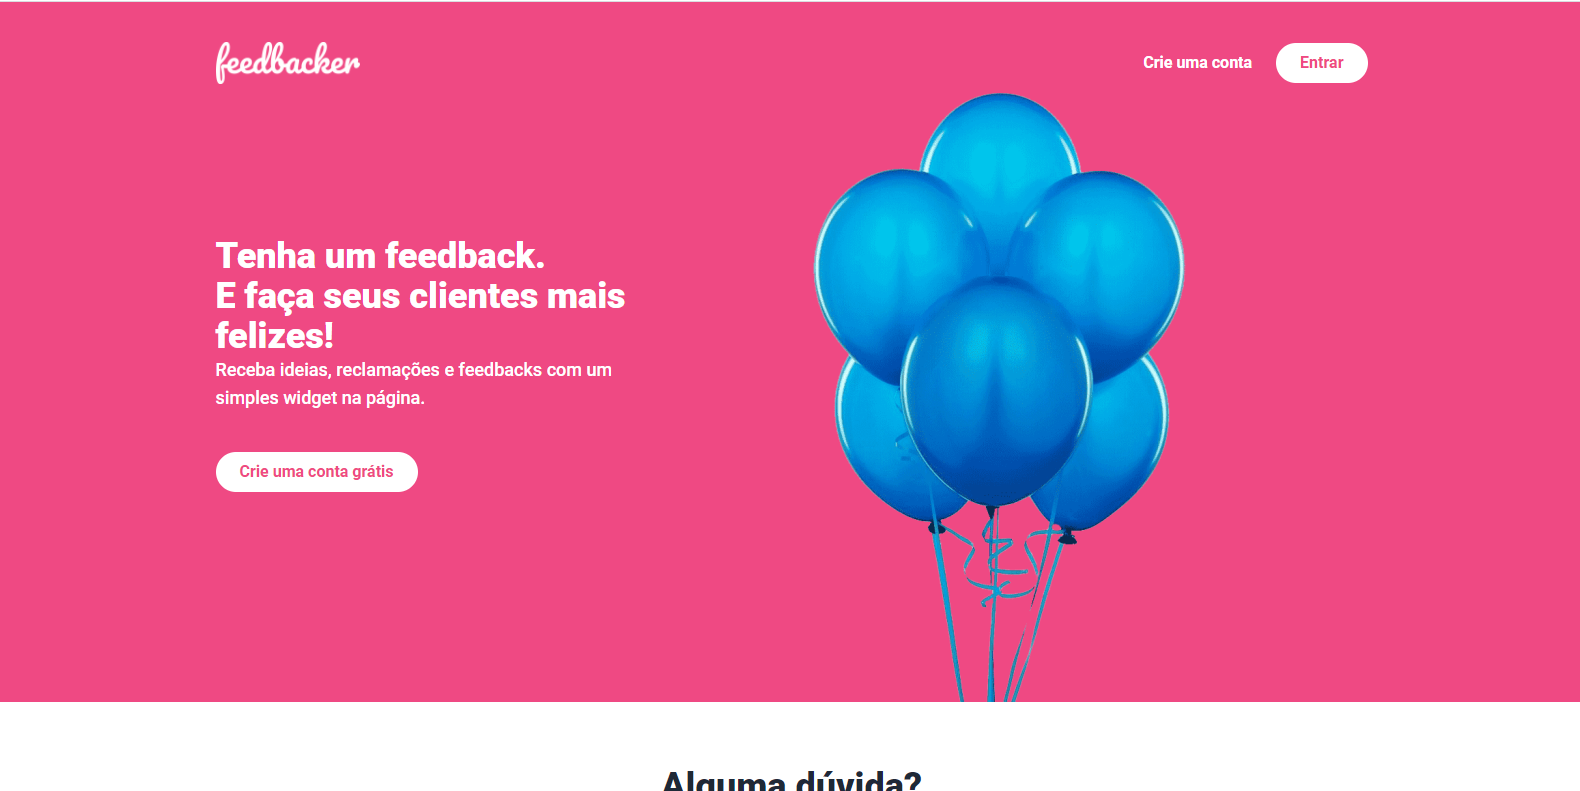 feedbacker
Crie uma conta
Entrar
Tenha um feedback.
E faça seus clientes mais
felizes!
Receba ideias, reclamações e feedbacks com um
simples widget na página.
Crie uma conta grátis
Alguma dúvida?